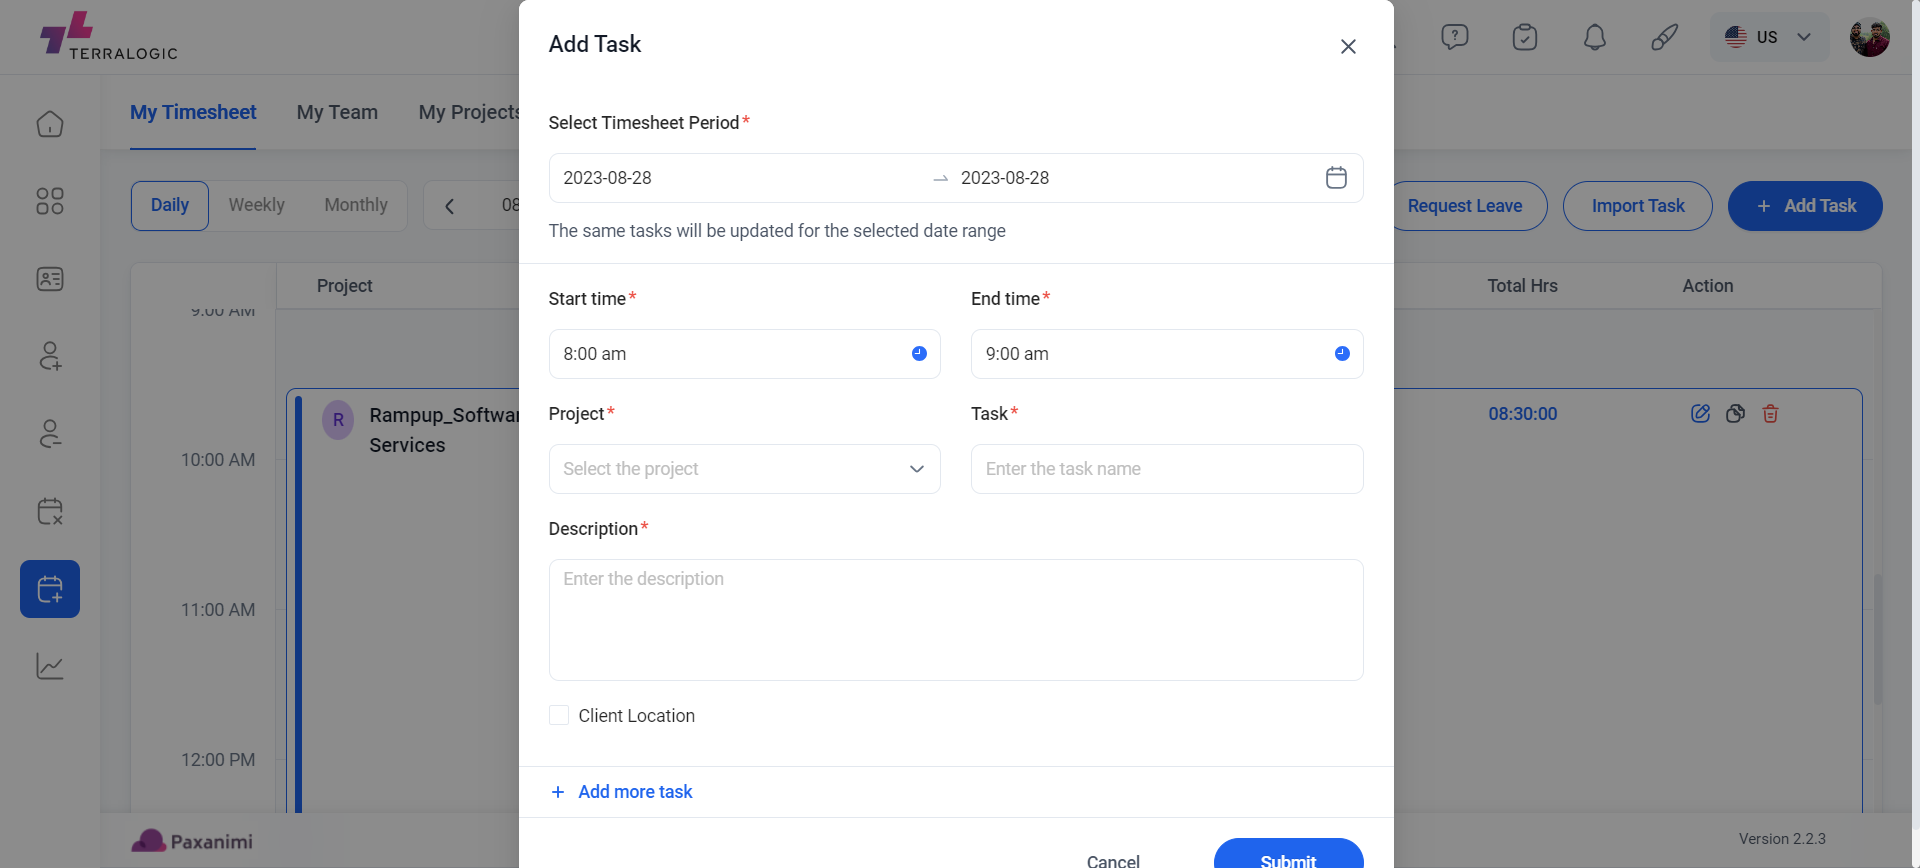 TERRALOGIC
Add Task
US
My Timesheet
My Team
My Projects
Select Timesheet Period*
2023-08-28
2023-08-28
Daily
Weekly
Monthly
08
Request Leave
Import Task
+ Add Task
The same tasks will be updated for the selected date range
Project
Total Hrs
Action
9:00 AM
Start time*
End time*
8:00 am
9:00 am
R
Rampup_Softwar
Services
08:30:00
Project*
Task*
10:00 AM
Select the project
Enter the task name
Description*
Enter the description
11:00 AM
Client Location
12:00 PM
+ Add more task
Paxanimi
Version 2.2.3
Cancel
Submit